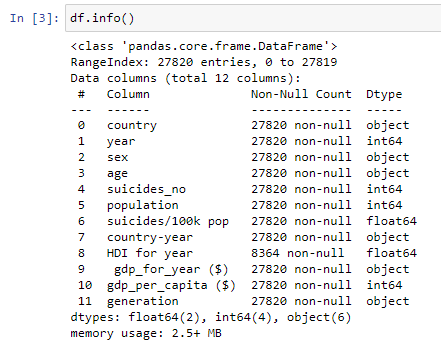 In [3]: df.info()
<class 'pandas.core.frame.DataFrame'>
RangeIndex: 27820 entries, 0 to 27819
Data columns (total 12 columns):
 #   Column              Non-Null Count  Dtype
---  ------              --------------  -----
 0   country             27820 non-null  object
 1   year                27820 non-null  int64
 2   sex                 27820 non-null  object
 3   age                 27820 non-null  object
 4   suicides_no         27820 non-null  int64
 5   population          27820 non-null  int64
 6   suicides/100k pop   27820 non-null  float64
 7   country-year        27820 non-null  object
 8   HDI for year        8364 non-null   float64
 9    gdp_for_year ($)   27820 non-null  object
 10  gdp_per_capita ($)  27820 non-null  int64
 11  generation          27820 non-null  object
dtypes: float64(2), int64(4), object(6)
memory usage: 2.5+ MB